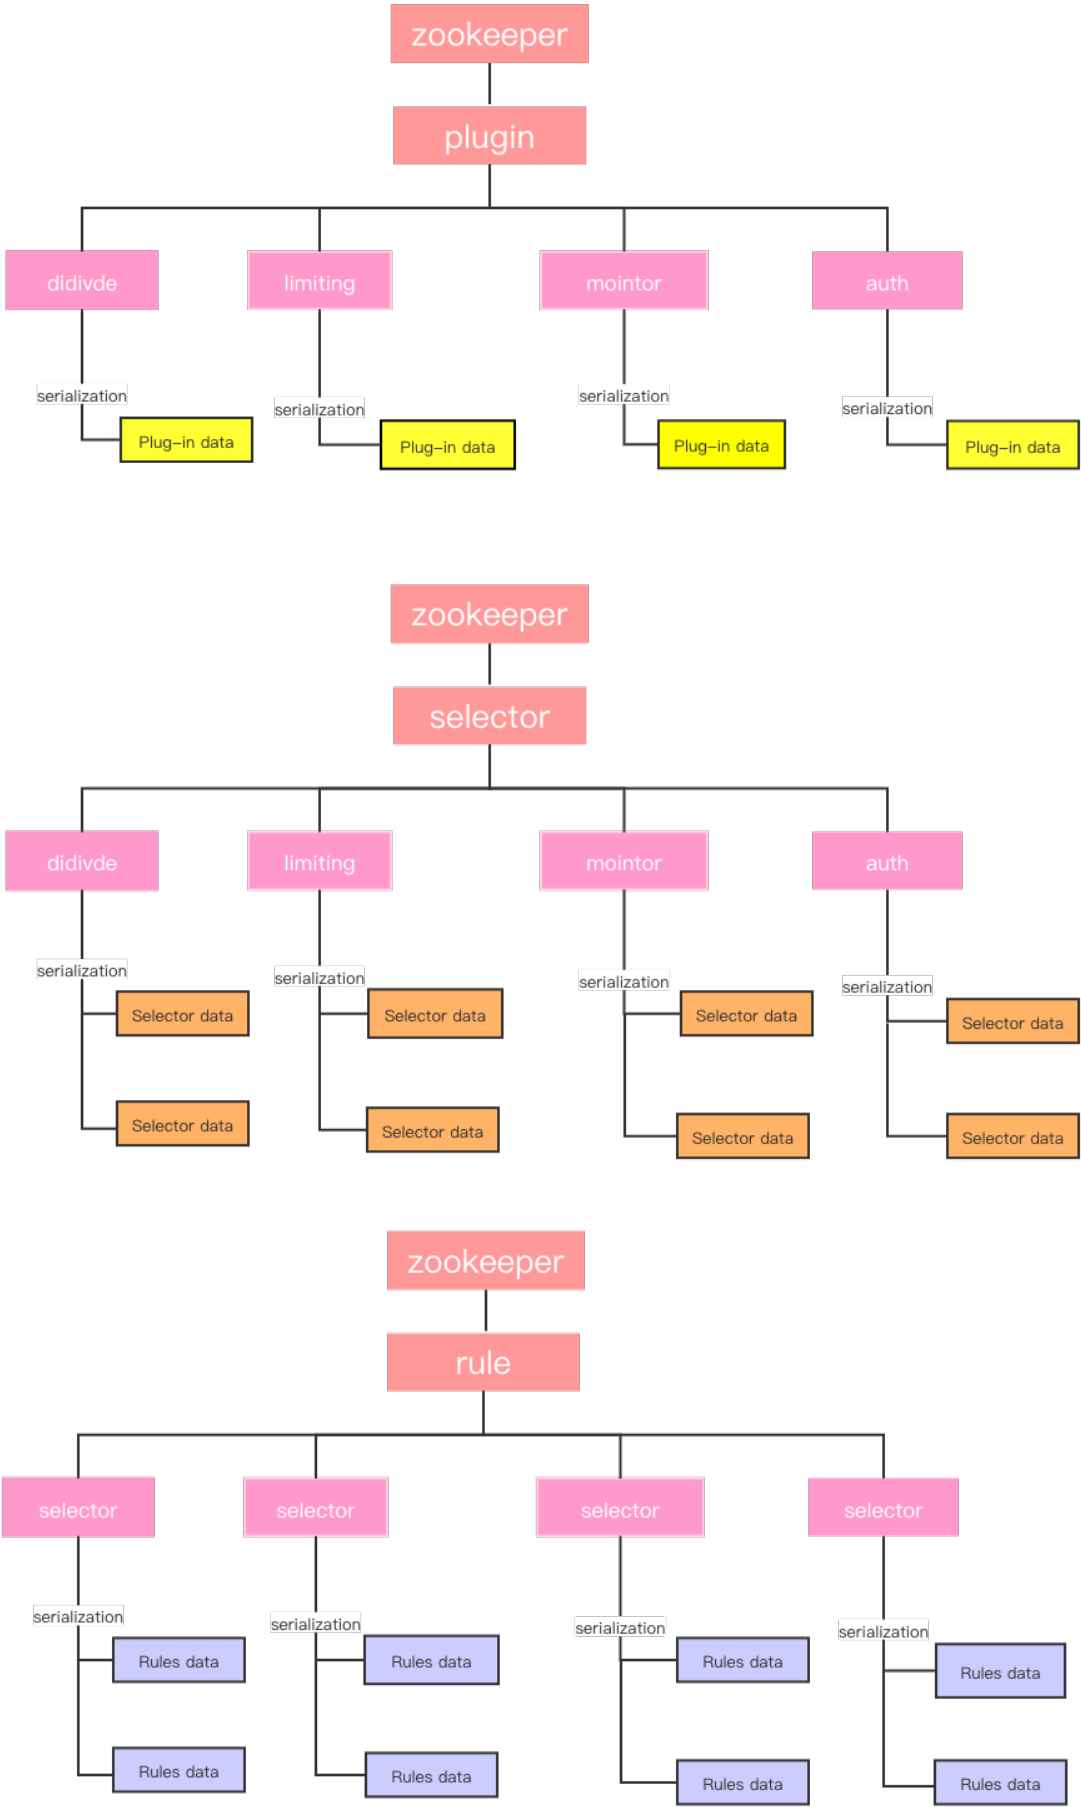 zookeeper
plugin
didivde
limiting
mointor
auth
serialization
serialization
serialization
serialization
Plug-in data
Plug-in data
Plug-in data
Plug-in data
zookeeper
selector
didivde
limiting
mointor
auth
serialization
serialization
serialization
serialization
Selector data
Selector data
Selector data
Selector data
Selector data
Selector data
Selector data
Selector data
zookeeper
rule
selector
selector
selector
selector
serialization
serialization
serialization
serialization
Rules data
Rules data
Rules data
Rules data
Rules data
Rules data
Rules data
Rules data